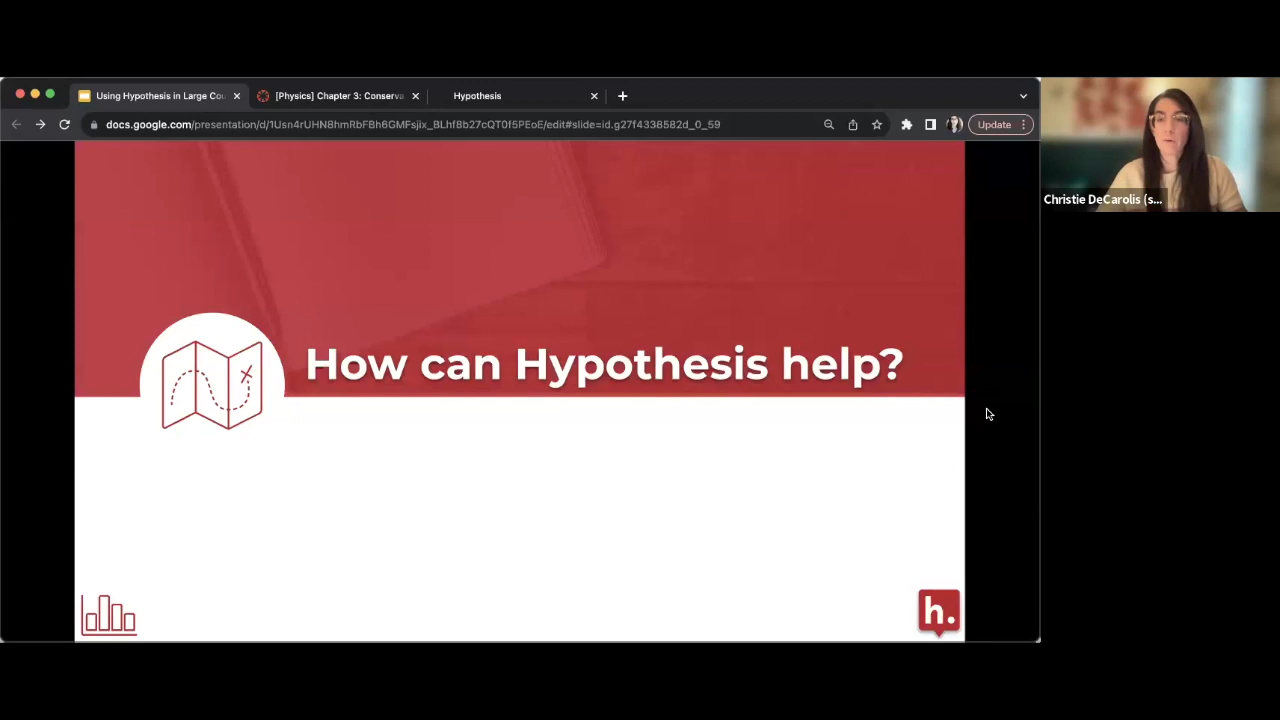 Using Hypothesis in Large Cou
[Physics] Chapter 3: Conserva
Hypothesis
docs.google.com/presentation/d/1Usn4rUHN8hmRbFBh6GMFsjix_BLhf8b27cQT0f5PEoE/edit#slide=id.g27f4338582d_0_59
Update
Christie DeCarolis (s...
How can Hypothesis help?
h.